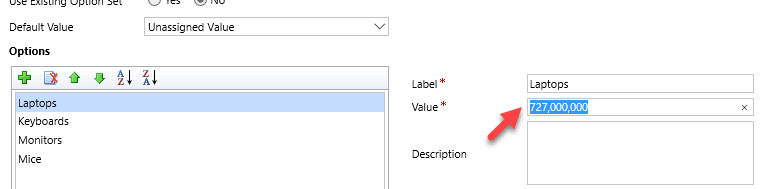 Use Existing Option Set Yes No
Default Value Unassigned Value
Options
A Z Z A
Label * Laptops
Value * 727,000,000 ×
Description
Laptops
Keyboards
Monitors
Mice